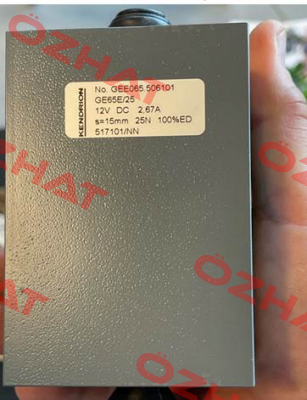 OZHAT
KENDRION
No. GEE065.506101
GE65E/25
12V DC 2,67A
s=15mm 25N 100%ED
517101/NN
OZHAT
OZHAT
OZHAT